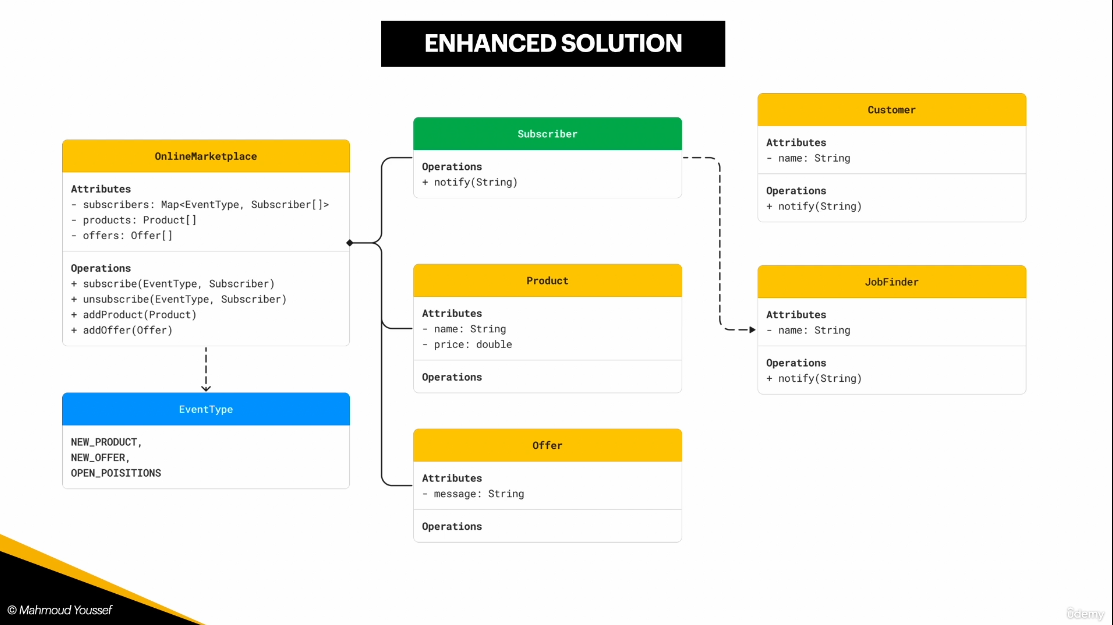 ENHANCED SOLUTION
OnlineMarketplace
Attributes
- subscribers: Map<EventType, Subscriber[]>
- products: Product[]
- offers: Offer[]
Operations
+ subscribe(EventType, Subscriber)
+ unsubscribe(EventType, Subscriber)
+ addProduct(Product)
+ addOffer(Offer)
EventType
NEW_PRODUCT,
NEW_OFFER,
OPEN_POISITIONS
Subscriber
Operations
+ notify(String)
Product
Attributes
- name: String
- price: double
Operations
Offer
Attributes
- message: String
Operations
Customer
Attributes
- name: String
Operations
+ notify(String)
JobFinder
Attributes
- name: String
Operations
+ notify(String)
© Mahmoud Youssef
ûdemy